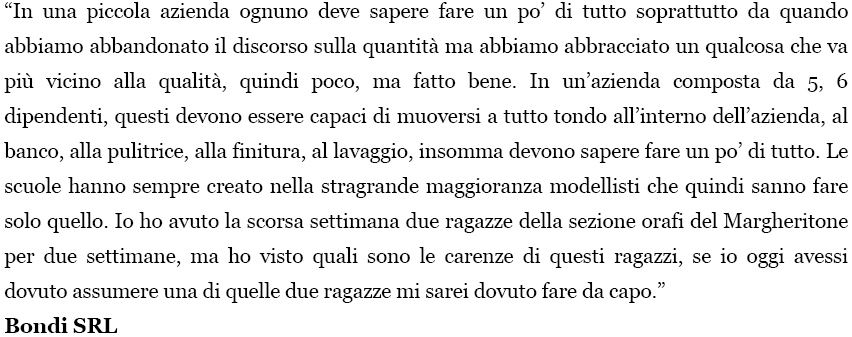 “In una piccola azienda ognuno deve sapere fare un po’ di tutto soprattutto da quando
abbiamo abbandonato il discorso sulla quantità ma abbiamo abbracciato un qualcosa che va
più vicino alla qualità, quindi poco, ma fatto bene. In un’azienda composta da 5, 6
dipendenti, questi devono essere capaci di muoversi a tutto tondo all’interno dell’azienda, al
banco, alla pulitrice, alla finitura, al lavaggio, insomma devono sapere fare un po’ di tutto. Le
scuole hanno sempre creato nella stragrande maggioranza modellisti che quindi sanno fare
solo quello. Io ho avuto la scorsa settimana due ragazze della sezione orafi del Margheritone
per due settimane, ma ho visto quali sono le carenze di questi ragazzi, se io oggi avessi
dovuto assumere una di quelle due ragazze mi sarei dovuto fare da capo.”
Bondi SRL